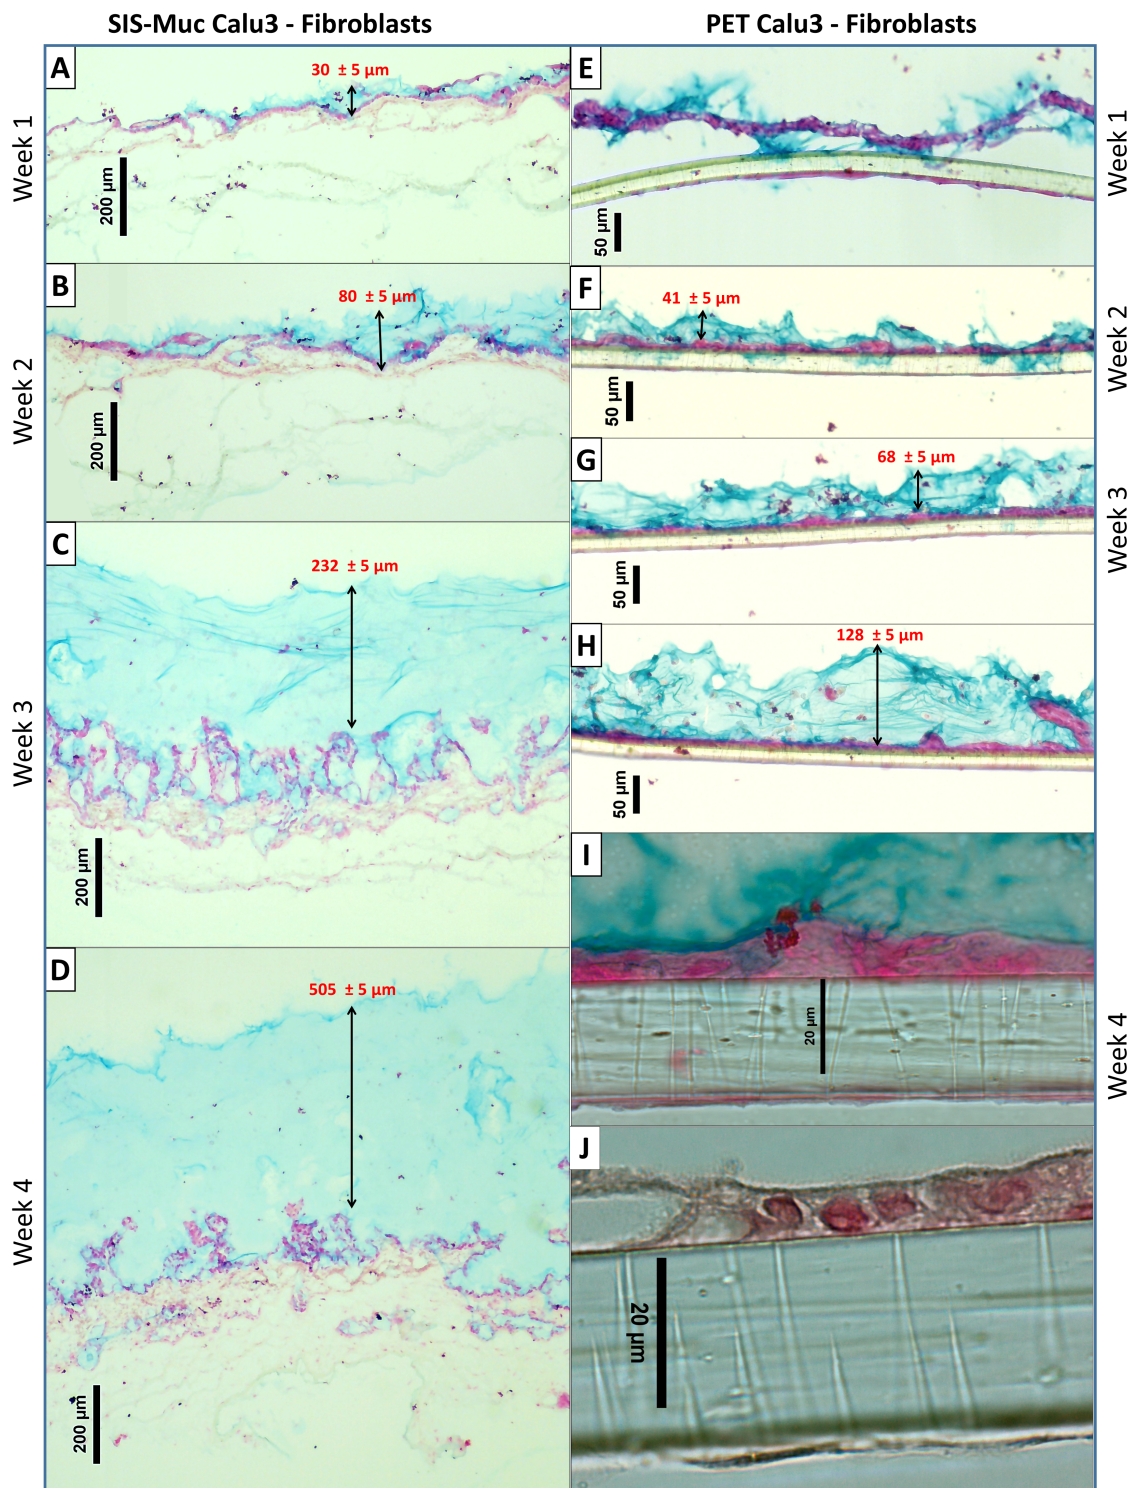 SIS-Muc Calu3 - Fibroblasts
PET Calu3 - Fibroblasts
Week 1
A
30 ± 5 µm
200 µm
Week 2
B
80 ± 5 µm
200 µm
Week 3
C
232 ± 5 µm
200 µm
Week 4
D
505 ± 5 µm
200 µm
E
50 µm
Week 1
F
41 ± 5 µm
50 µm
Week 2
G
68 ± 5 µm
50 µm
Week 3
H
128 ± 5 µm
50 µm
I
20 µm
Week 4
J
20 µm